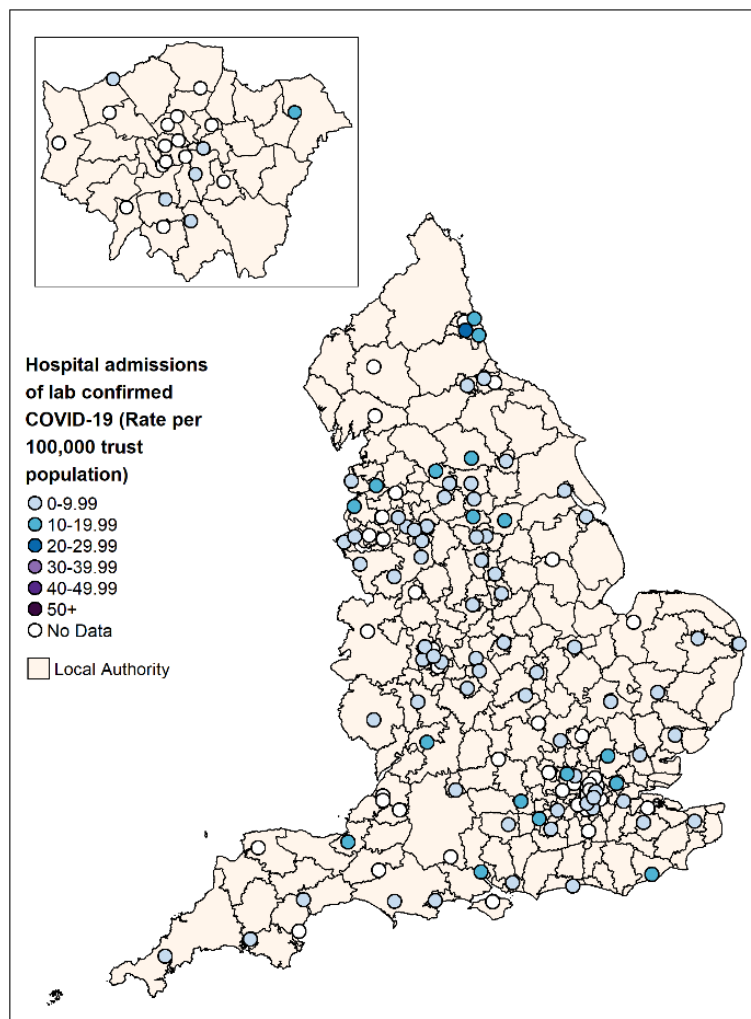 Hospital admissions
of lab confirmed
COVID-19 (Rate per
100,000 trust
population)
0-9.99
10-19.99
20-29.99
30-39.99
40-49.99
50+
No Data
Local Authority